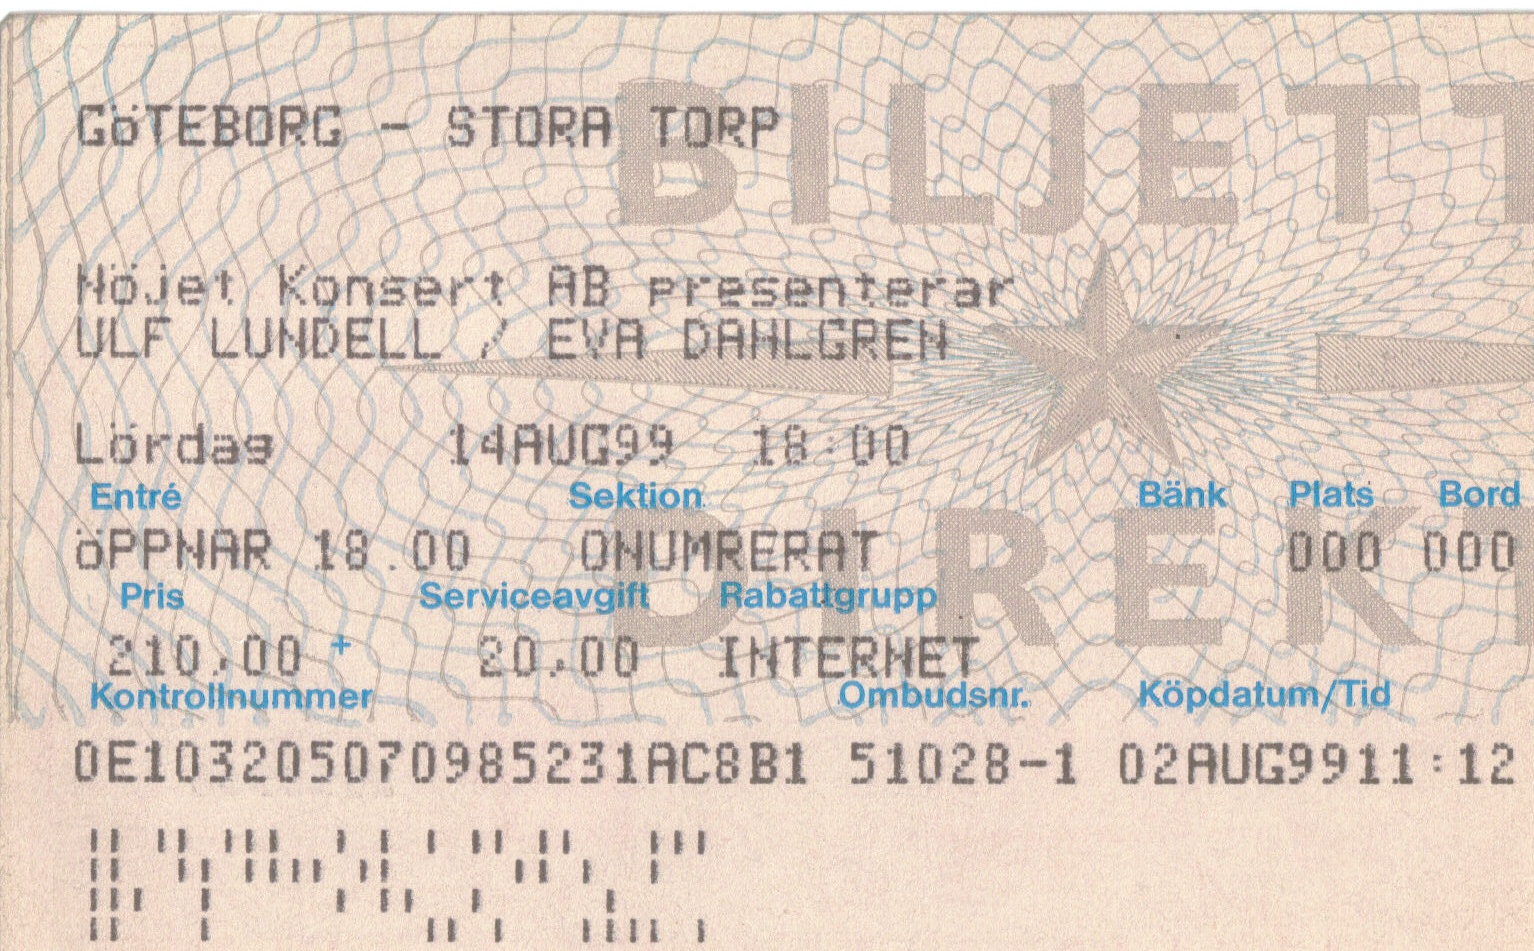 BILJETT
GöTEBORG - STORA TORP
Höjet Konsert AB presenterar
ULF LUNDELL / EVA DAHLGREN
Lördag 14AUG99 18:00
Entré Sektion Bänk Plats Bord
öPPNAR 18.00 ONUMRERAT 000 000
DIREKT
Pris Serviceavgift Rabattgrupp
210,00 + 20,00 INTERNET
Kontrollnummer Ombudsnr. Köpdatum/Tid
0E103205070985231AC8B1 51028-1 02AUG9911:12